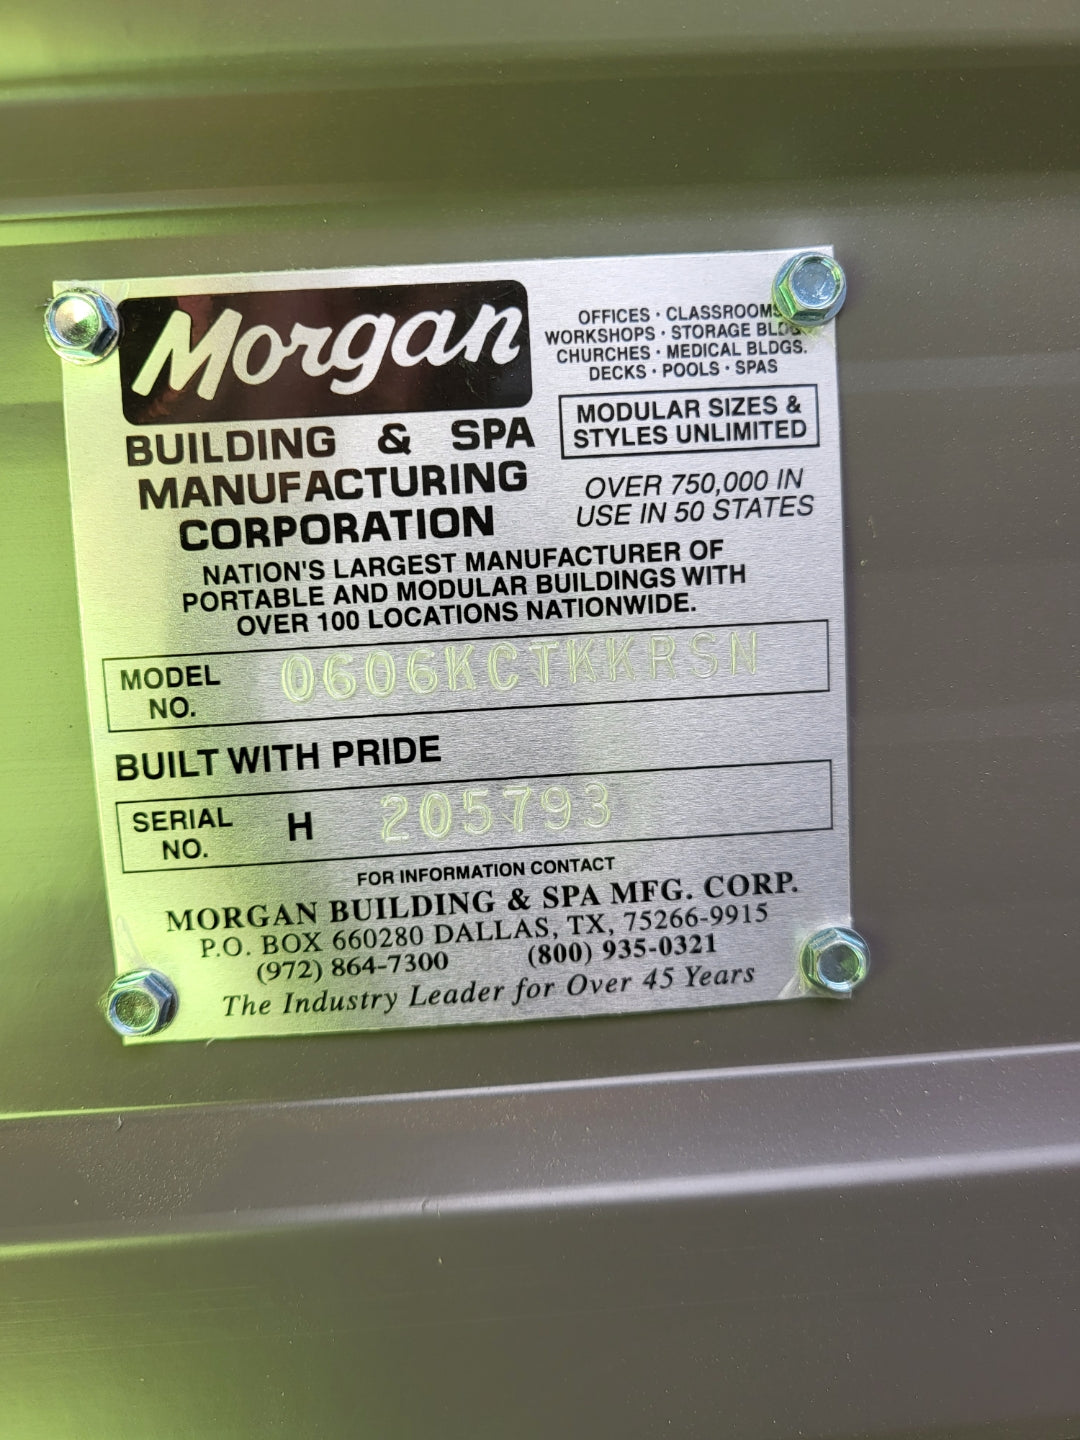 Morgan
BUILDING & SPA
MANUFACTURING
CORPORATION
OFFICES · CLASSROOMS
WORKSHOPS · STORAGE
CHURCHES · MEDICAL BLDGS.
DECKS · POOLS · SPAS
MODULAR SIZES &
STYLES UNLIMITED
OVER 750,000 IN
USE IN 50 STATES
NATION'S LARGEST MANUFACTURER OF
PORTABLE AND MODULAR BUILDINGS WITH
OVER 100 LOCATIONS NATIONWIDE.
MODEL NO. 0606KCTKKRSN
BUILT WITH PRIDE
SERIAL NO. H 205793
FOR INFORMATION CONTACT
MORGAN BUILDING & SPA MFG. CORP.
P.O. BOX 660280 DALLAS, TX, 75266-9915
(972) 864-7300 (800) 935-0321
The Industry Leader for Over 45 Years